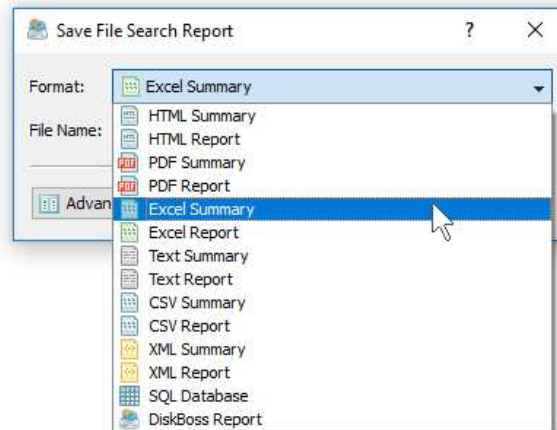 Save File Search Report ?
Format: Excel Summary
File Name:
Advan
HTML Summary
HTML Report
PDF Summary
PDF Report
Excel Summary
Excel Report
Text Summary
Text Report
CSV Summary
CSV Report
XML Summary
XML Report
SQL Database
DiskBoss Report